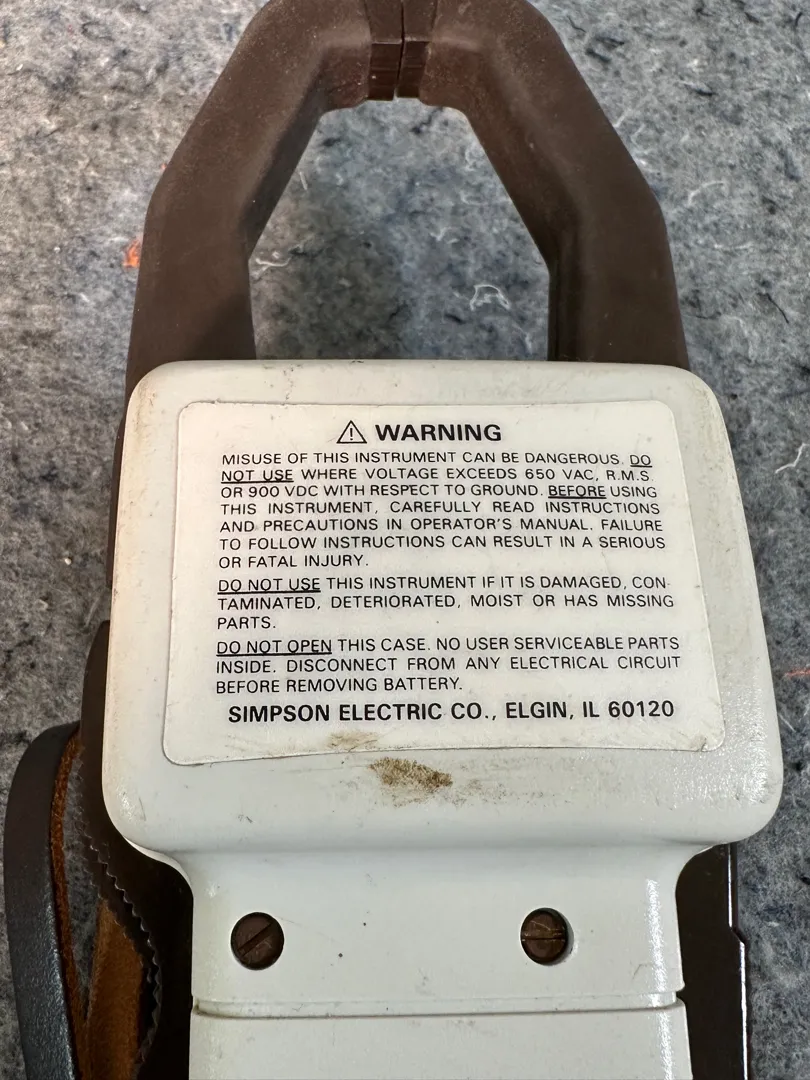 ⚠ WARNING
MISUSE OF THIS INSTRUMENT CAN BE DANGEROUS. DO
NOT USE WHERE VOLTAGE EXCEEDS 650 VAC, R.M.S.
OR 900 VDC WITH RESPECT TO GROUND. BEFORE USING
THIS INSTRUMENT, CAREFULLY READ INSTRUCTIONS
AND PRECAUTIONS IN OPERATOR'S MANUAL. FAILURE
TO FOLLOW INSTRUCTIONS CAN RESULT IN A SERIOUS
OR FATAL INJURY.
DO NOT USE THIS INSTRUMENT IF IT IS DAMAGED, CON-
TAMINATED, DETERIORATED, MOIST OR HAS MISSING
PARTS.
DO NOT OPEN THIS CASE. NO USER SERVICEABLE PARTS
INSIDE. DISCONNECT FROM ANY ELECTRICAL CIRCUIT
BEFORE REMOVING BATTERY.
SIMPSON ELECTRIC CO., ELGIN, IL 60120